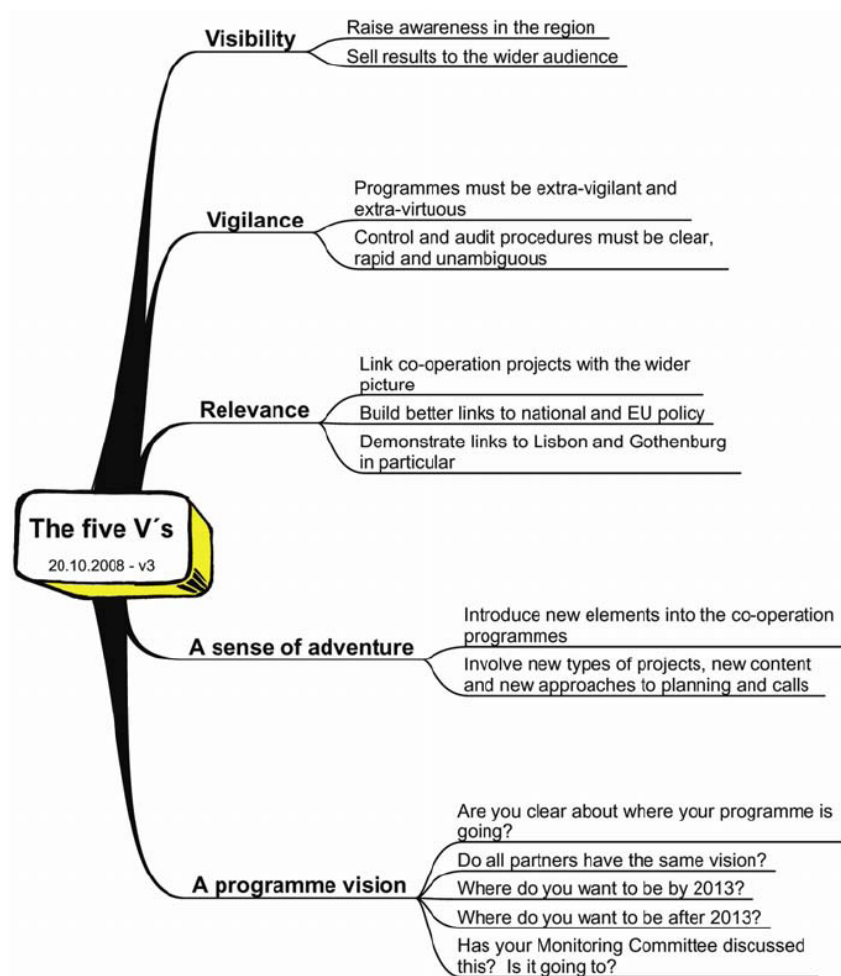 Visibility
Raise awareness in the region
Sell results to the wider audience
Vigilance
Programmes must be extra-vigilant and
extra-virtuous
Control and audit procedures must be clear,
rapid and unambiguous
Relevance
Link co-operation projects with the wider
picture
Build better links to national and EU policy
Demonstrate links to Lisbon and Gothenburg
in particular
The five V´s
20.10.2008 - v3
A sense of adventure
Introduce new elements into the co-operation
programmes
Involve new types of projects, new content
and new approaches to planning and calls
A programme vision
Are you clear about where your programme is
going?
Do all partners have the same vision?
Where do you want to be by 2013?
Where do you want to be after 2013?
Has your Monitoring Committee discussed
this? Is it going to?